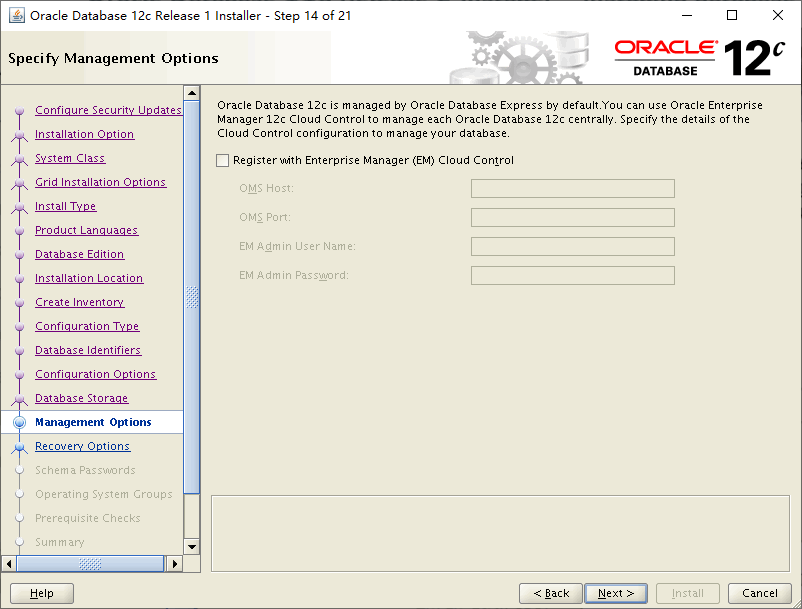 Oracle Database 12c Release 1 Installer - Step 14 of 21
Specify Management Options
ORACLE
DATABASE
12c
Configure Security Updates
Installation Option
System Class
Grid Installation Options
Install Type
Product Languages
Database Edition
Installation Location
Create Inventory
Configuration Type
Database Identifiers
Configuration Options
Database Storage
Management Options
Recovery Options
Schema Passwords
Operating System Groups
Prerequisite Checks
Summary
Oracle Database 12c is managed by Oracle Database Express by default.You can use Oracle Enterprise
Manager 12c Cloud Control to manage each Oracle Database 12c centrally. Specify the details of the
Cloud Control configuration to manage your database.
Register with Enterprise Manager (EM) Cloud Control
OMS Host:
OMS Port:
EM Admin User Name:
EM Admin Password:
Help
< Back
Next >
Install
Cancel